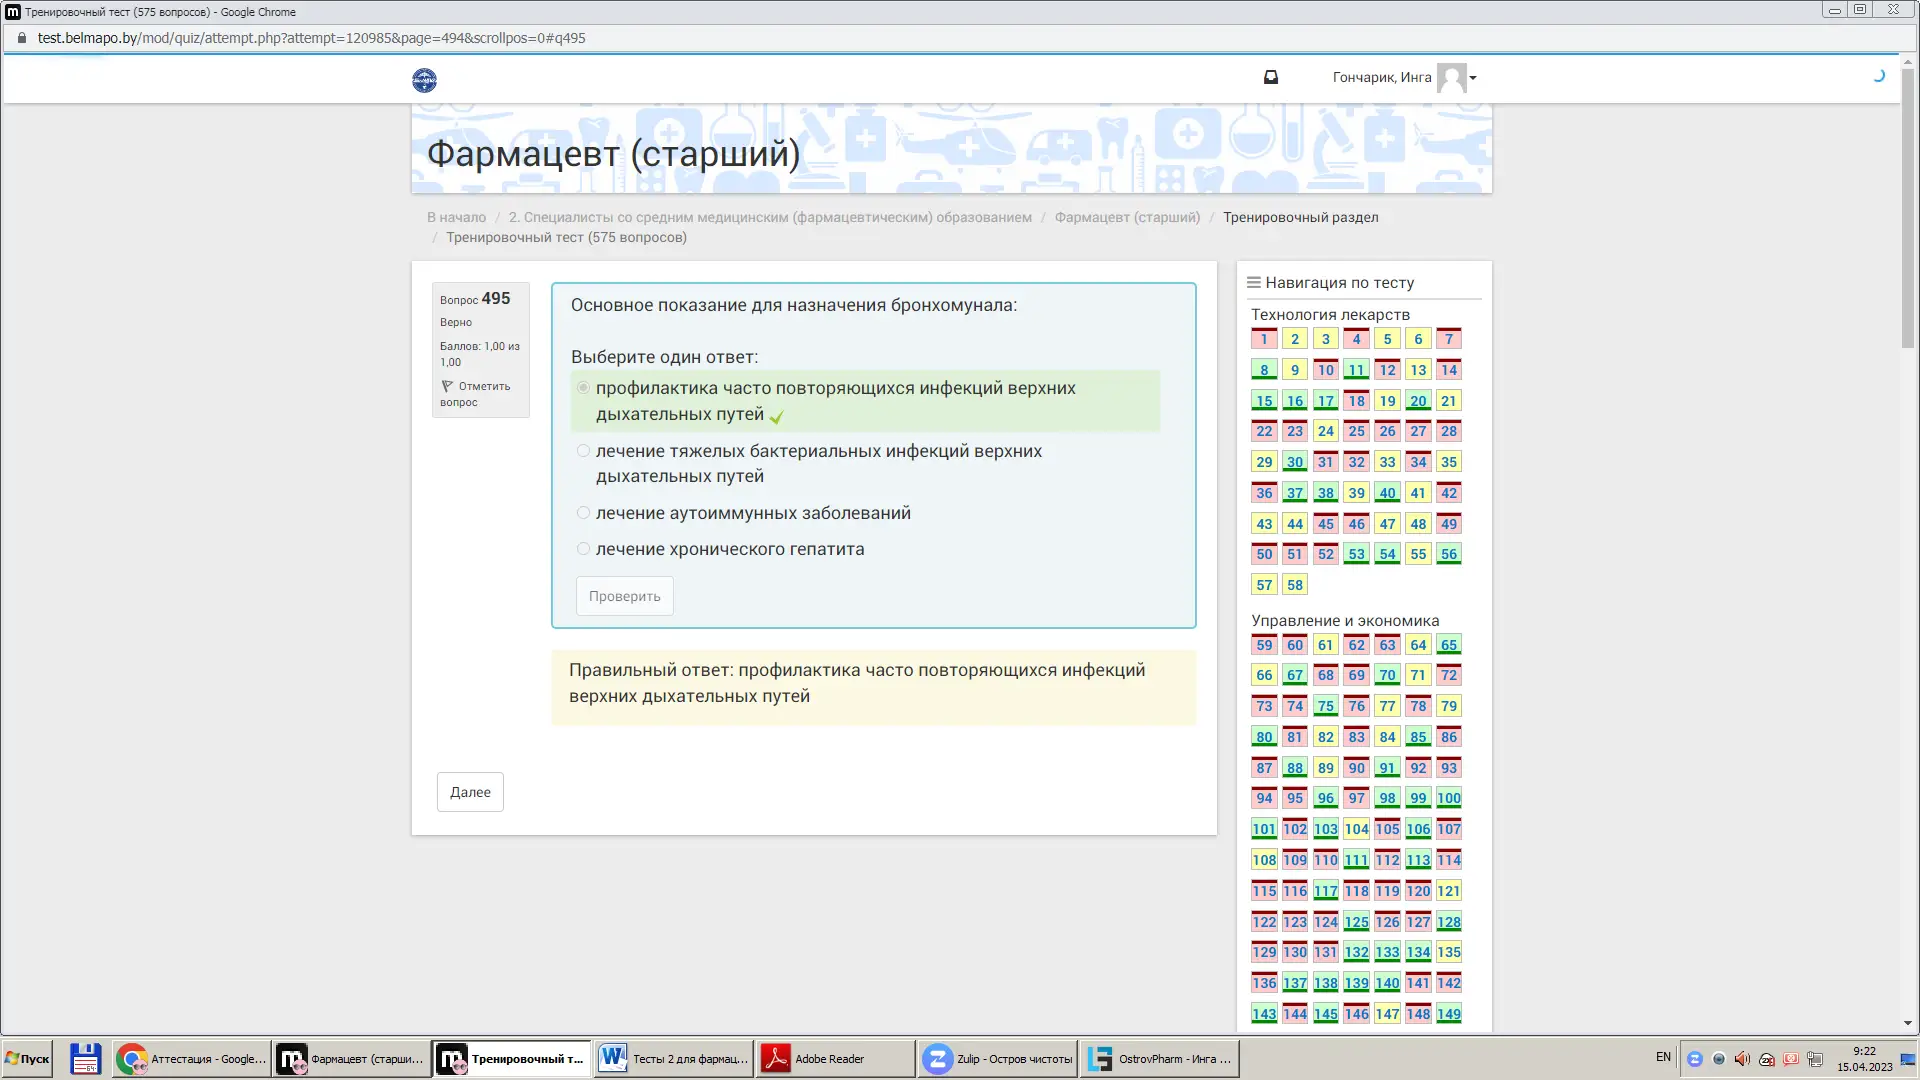 Тренировочный тест (575 вопросов) - Google Chrome
test.belmapo.by/mod/quiz/attempt.php?attempt=120985&page=494&scrollpos=0#q495
Гончарик, Инга
Фармацевт (старший)
В начало / 2. Специалисты со средним медицинским (фармацевтическим) образованием / Фармацевт (старший) / Тренировочный раздел
/ Тренировочный тест (575 вопросов)
Вопрос 495
Верно
Баллов: 1,00 из
1,00
Отметить
вопрос
Основное показание для назначения бронхомунала:
Выберите один ответ:
профилактика часто повторяющихся инфекций верхних
дыхательных путей
лечение тяжелых бактериальных инфекций верхних
дыхательных путей
лечение аутоиммунных заболеваний
лечение хронического гепатита
Проверить
Правильный ответ: профилактика часто повторяющихся инфекций
верхних дыхательных путей
Далее
Навигация по тесту
Технология лекарств
1 2 3 4 5 6 7
8 9 10 11 12 13 14
15 16 17 18 19 20 21
22 23 24 25 26 27 28
29 30 31 32 33 34 35
36 37 38 39 40 41 42
43 44 45 46 47 48 49
50 51 52 53 54 55 56
57 58
Управление и экономика
59 60 61 62 63 64 65
66 67 68 69 70 71 72
73 74 75 76 77 78 79
80 81 82 83 84 85 86
87 88 89 90 91 92 93
94 95 96 97 98 99 100
101 102 103 104 105 106 107
108 109 110 111 112 113 114
115 116 117 118 119 120 121
122 123 124 125 126 127 128
129 130 131 132 133 134 135
136 137 138 139 140 141 142
143 144 145 146 147 148 149
Пуск
Аттестация - Google...
Фармацевт (старши...
Тренировочный т...
Тесты 2 для фармац...
Adobe Reader
Zulip - Остров чистоты
OstrovPharm - Инга ...
EN
9:22
15.04.2023